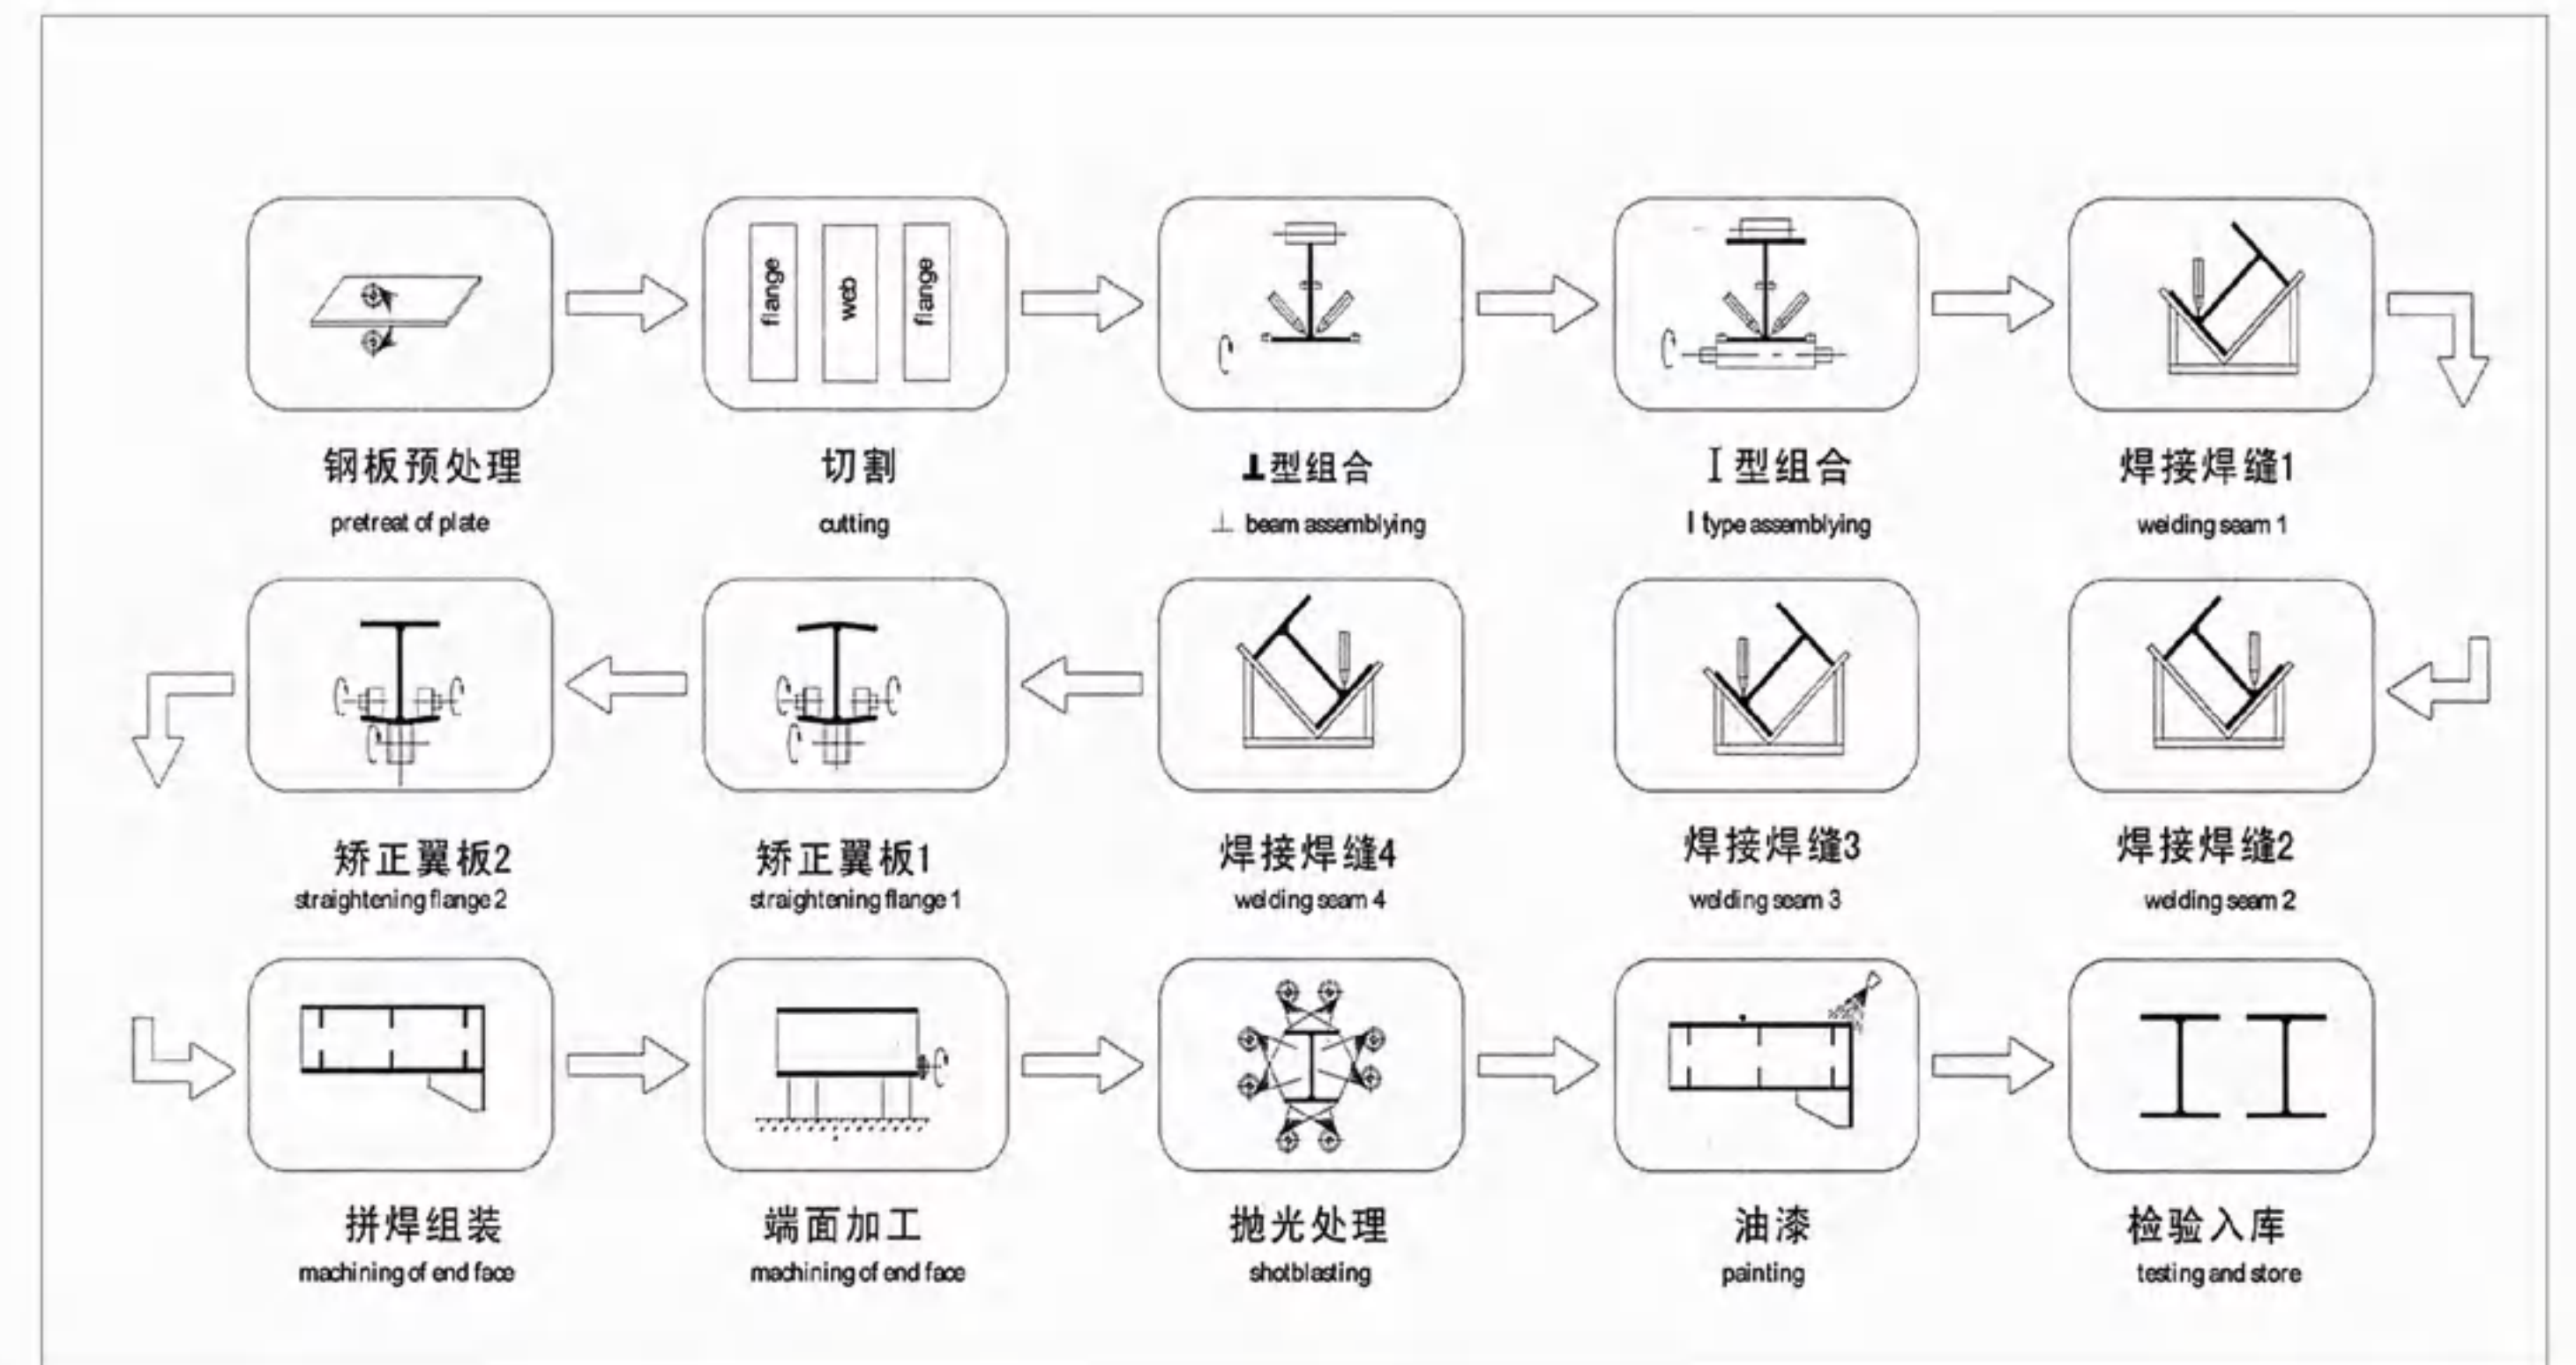 flange
web
flange
钢板预处理
pretreat of plate
切割
cutting
⊥型组合
⊥ beam assemblying
I型组合
I type assemblying
焊接焊缝1
welding seam 1
矫正翼板2
straightening flange 2
矫正翼板1
straightening flange 1
焊接焊缝4
welding seam 4
焊接焊缝3
welding seam 3
焊接焊缝2
welding seam 2
拼焊组装
machining of end face
端面加工
machining of end face
抛光处理
shotblasting
油漆
painting
检验入库
testing and store